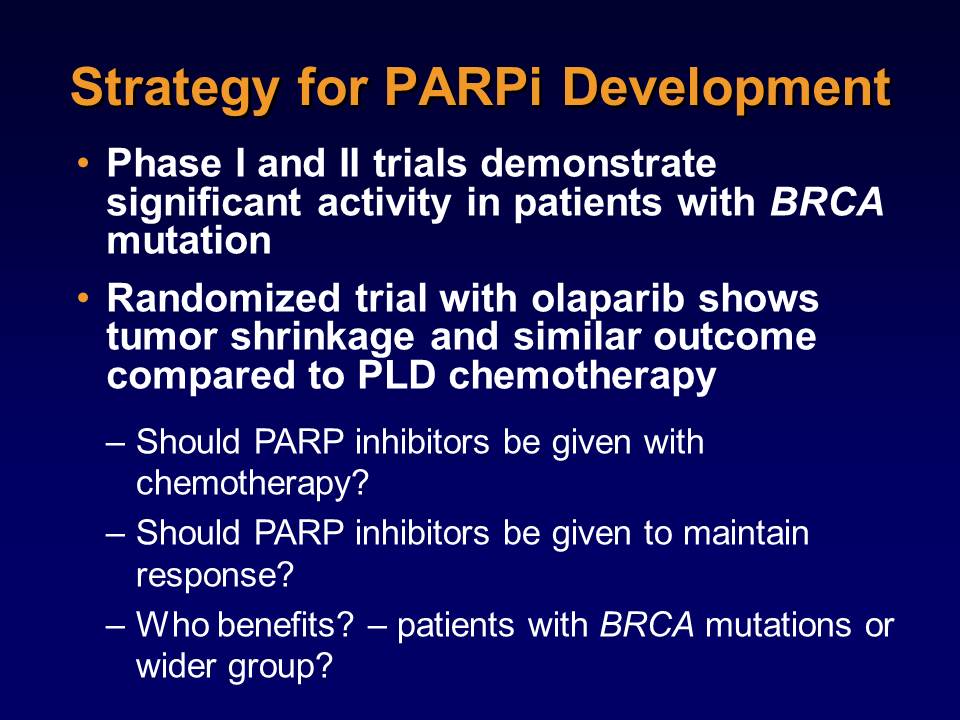 Strategy for PARPi Development
• Phase I and II trials demonstrate
significant activity in patients with BRCA
mutation
• Randomized trial with olaparib shows
tumor shrinkage and similar outcome
compared to PLD chemotherapy
– Should PARP inhibitors be given with
chemotherapy?
– Should PARP inhibitors be given to maintain
response?
– Who benefits? – patients with BRCA mutations or
wider group?